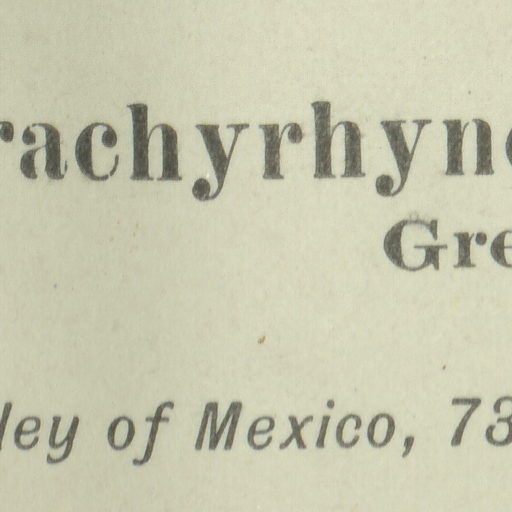 rachyrhync
Gre
ley of Mexico, 73